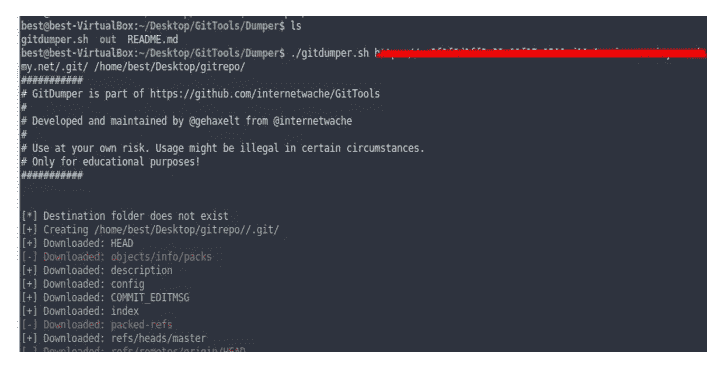 best@best-VirtualBox:~/Desktop/GitTools/Dumper$ ls
gitdumper.sh out README.md
best@best-VirtualBox:~/Desktop/GitTools/Dumper$ ./gitdumper.sh
my.net/.git/ /home/best/Desktop/gitrepo/
###########
# GitDumper is part of https://github.com/internetwache/GitTools
#
# Developed and maintained by @gehaxelt from @internetwache
#
# Use at your own risk. Usage might be illegal in certain circumstances.
# Only for educational purposes!
###########
[*] Destination folder does not exist
[+] Creating /home/best/Desktop/gitrepo//.git/
[+] Downloaded: HEAD
[-] Downloaded: objects/info/packs
[+] Downloaded: description
[+] Downloaded: config
[+] Downloaded: COMMIT_EDITMSG
[+] Downloaded: index
[-] Downloaded: packed-refs
[+] Downloaded: refs/heads/master
[-] Downloaded: refs/remotes/origin/HEAD